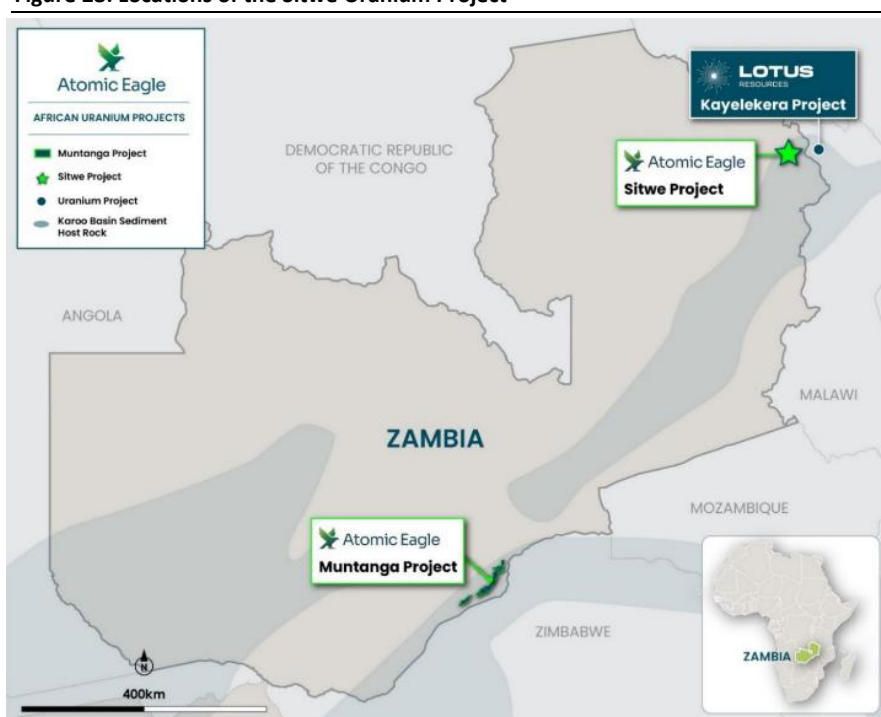 Figure 23: Locations of the Sitwe Uranium Project
Atomic Eagle
AFRICAN URANIUM PROJECTS
Muntanga Project
Sitwe Project
Uranium Project
Karoo Basin Sediment
Host Rock
LOTUS
RESOURCES
Kayelekera Project
DEMOCRATIC REPUBLIC
OF THE CONGO
Atomic Eagle
Sitwe Project
ANGOLA
MALAWI
ZAMBIA
MOZAMBIQUE
Atomic Eagle
Muntanga Project
ZIMBABWE
ZAMBIA
N
400km